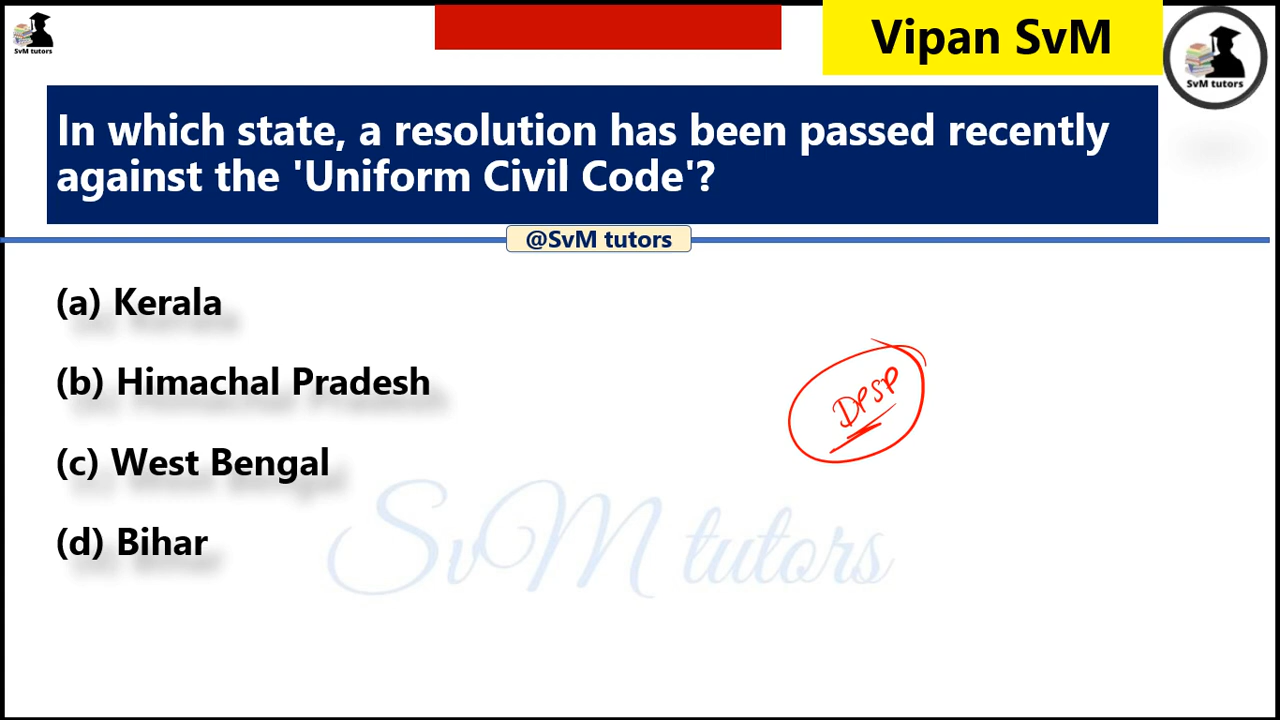 SvM tutors
Vipan SvM
SvM tutors
In which state, a resolution has been passed recently
against the 'Uniform Civil Code'?
@SvM tutors
(a) Kerala
(b) Himachal Pradesh
DPSP
(c) West Bengal
(d) Bihar
SvM tutors